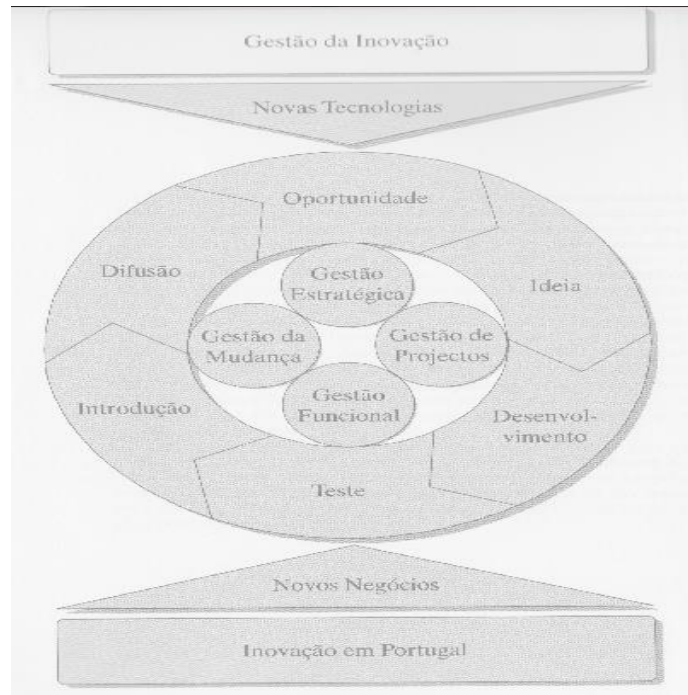 Gestão da Inovação
Novas Tecnologias
Oportunidade
Difusão
Ideia
Gestão
Estratégica
Gestão da
Mudança
Gestão de
Projectos
Gestão
Funcional
Introdução
Desenvol-
vimento
Teste
Novos Negócios
Inovação em Portugal